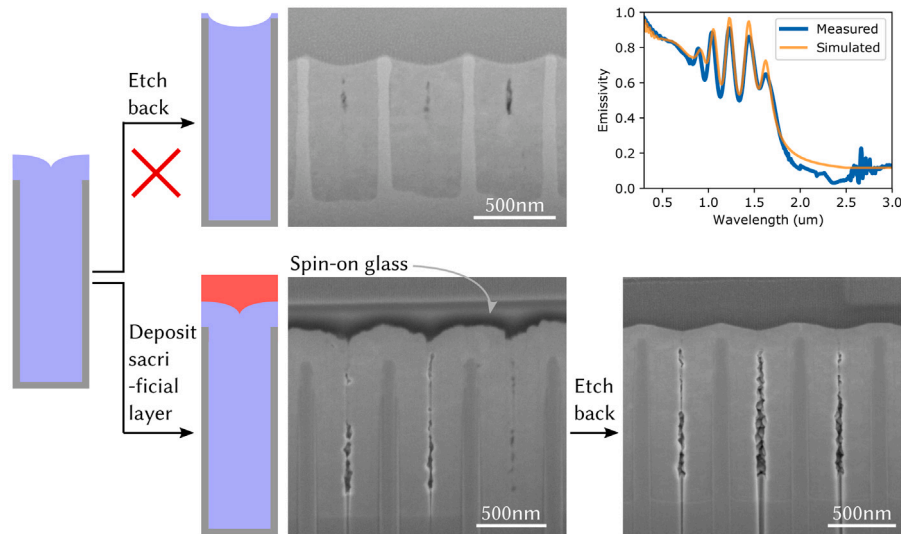 Etch
back
500nm
Emissivity
1.0
0.8
0.6
0.4
0.2
0.0
Measured
Simulated
1.0 1.5 2.0 2.5 3.0
Wavelength (um)
Spin-on glass
Deposit
sacri
-ficial
layer
500nm
Etch
back
500nm